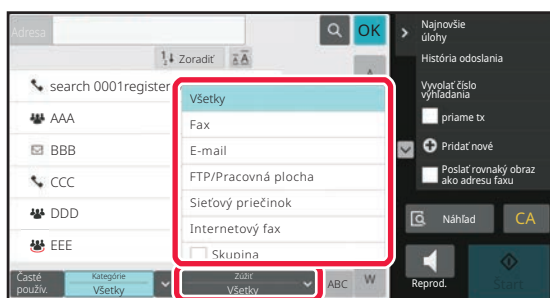 Adresa
OK
Zoradiť
search 0001register
AAA
BBB
CCC
DDD
EEE
Všetky
Fax
E-mail
FTP/Pracovná plocha
Sieťový priečinok
Internetový fax
Skupina
Časté
použív.
Kategórie
Všetky
Zúžiť
Všetky
ABC
W
Najnovšie
úlohy
História odoslania
Vyvolať číslo
vyhľadania
priame tx
Pridať nové
Poslať rovnaký obraz
ako adresu faxu
Náhľad
CA
Reprod.
Start